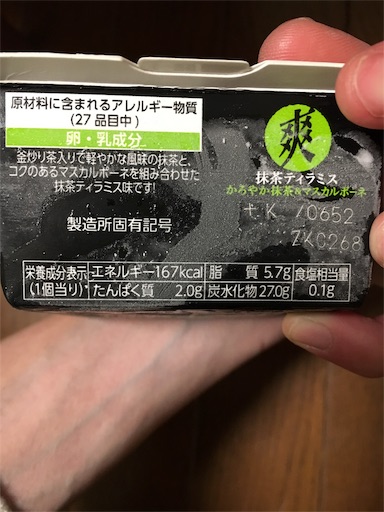 原材料に含まれるアレルギー物質
(27品目中)
卵・乳成分
釜炒り茶入りで軽やかな風味の抹茶と、
コクのあるマスカルポーネを組み合わせた
抹茶ティラミス味です!
製造所固有記号
爽
抹茶ティラミス
かろやか抹茶&マスカルポーネ
+K 70652
ZKC268
栄養成分表示 エネルギー167kcal 脂質 5.7g 食塩相当量
(1個当り) たんぱく質 2.0g 炭水化物27.0g 0.1g